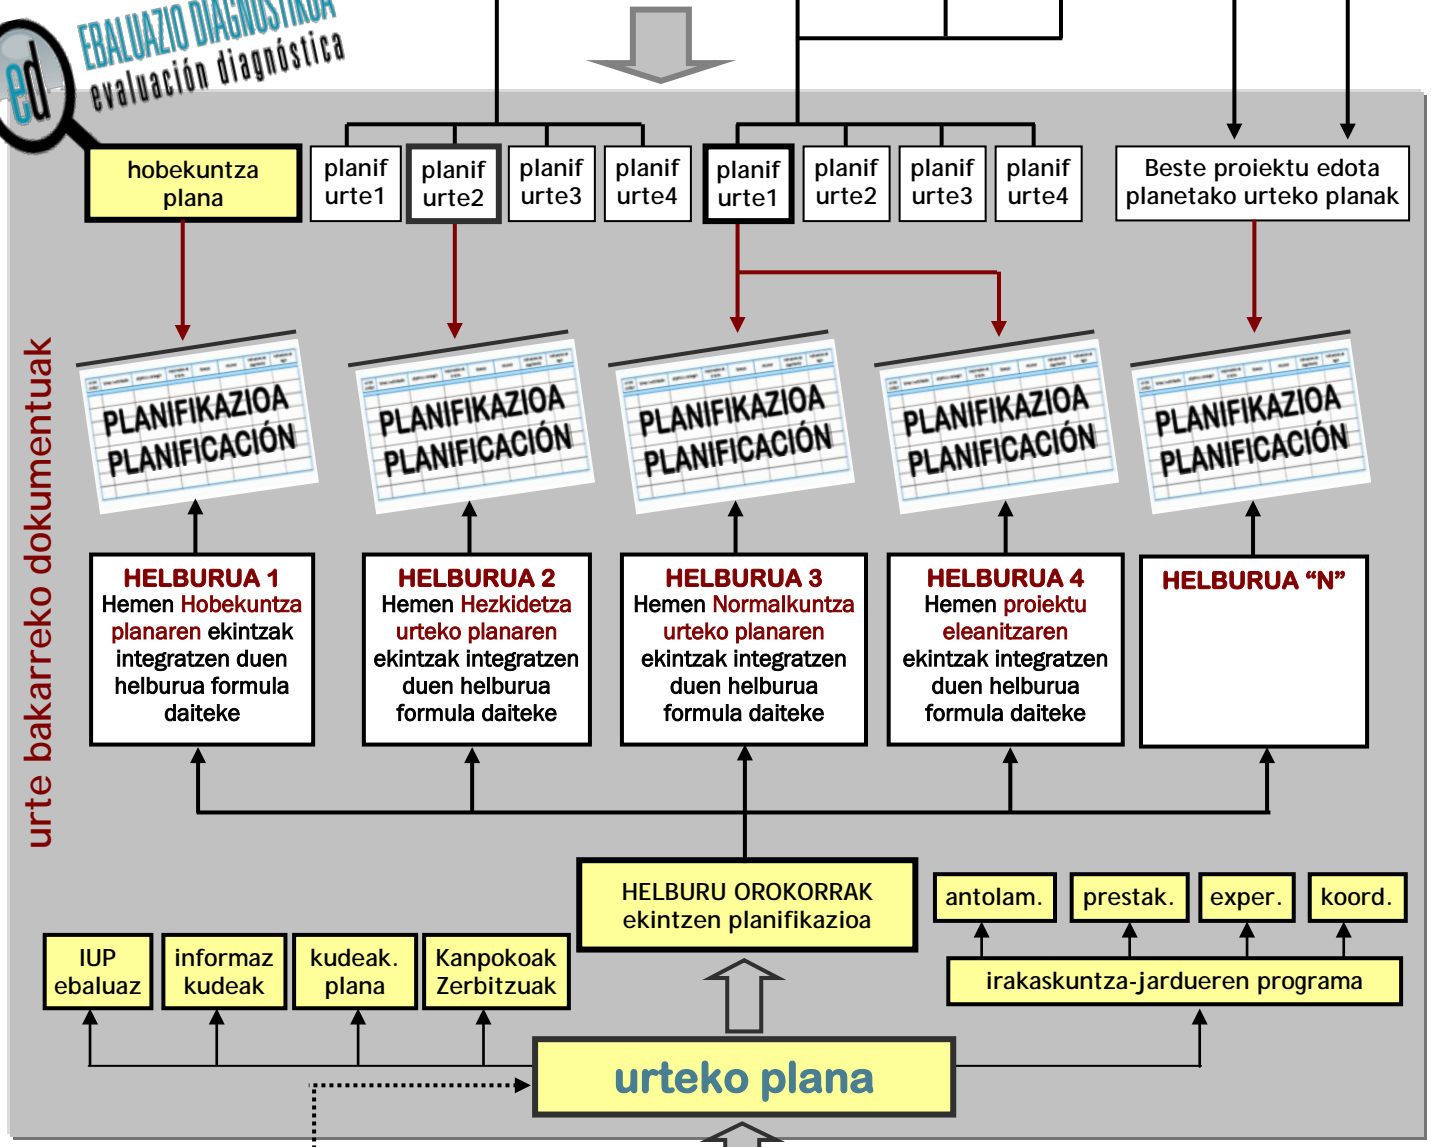 EBALUAZIO DIAGNOSTIKOA
evaluación diagnóstica
ed
hobekuntza
plana
planif
urte1
planif
urte2
planif
urte3
planif
urte4
planif
urte1
planif
urte2
planif
urte3
planif
urte4
Beste proiektu edota
planetako urteko planak
urte bakarreko dokumentuak
PLANIFIKAZIOA
PLANIFICACIÓN
PLANIFIKAZIOA
PLANIFICACIÓN
PLANIFIKAZIOA
PLANIFICACIÓN
PLANIFIKAZIOA
PLANIFICACIÓN
PLANIFIKAZIOA
PLANIFICACIÓN
HELBURUA 1
Hemen Hobekuntza
planaren ekintzak
integratzen duen
helburua formula
daiteke
HELBURUA 2
Hemen Hezkidetza
urteko planaren
ekintzak integratzen
duen helburua
formula daiteke
HELBURUA 3
Hemen Normalkuntza
urteko planaren
ekintzak integratzen
duen helburua
formula daiteke
HELBURUA 4
Hemen proiektu
eleanitzaren
ekintzak integratzen
duen helburua
formula daiteke
HELBURUA “N”
HELBURU OROKORRAK
ekintzen planifikazioa
antolam.
prestak.
exper.
koord.
irakaskuntza-jardueren programa
IUP
ebaluaz
informaz
kudeak
kudeak.
plana
Kanpokoak
Zerbitzuak
urteko plana